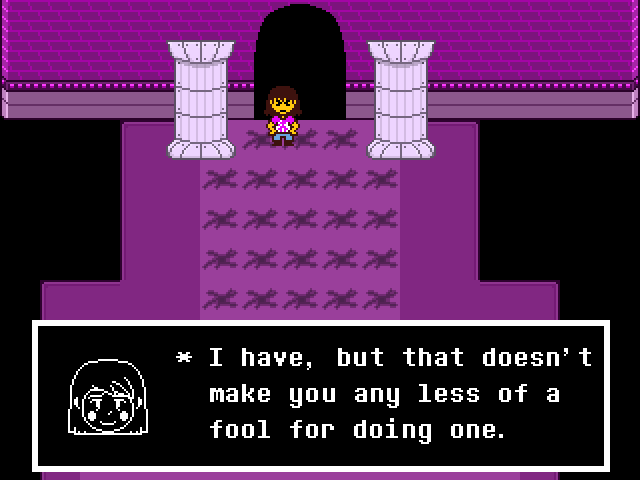 * I have, but that doesn't
make you any less of a
fool for doing one.